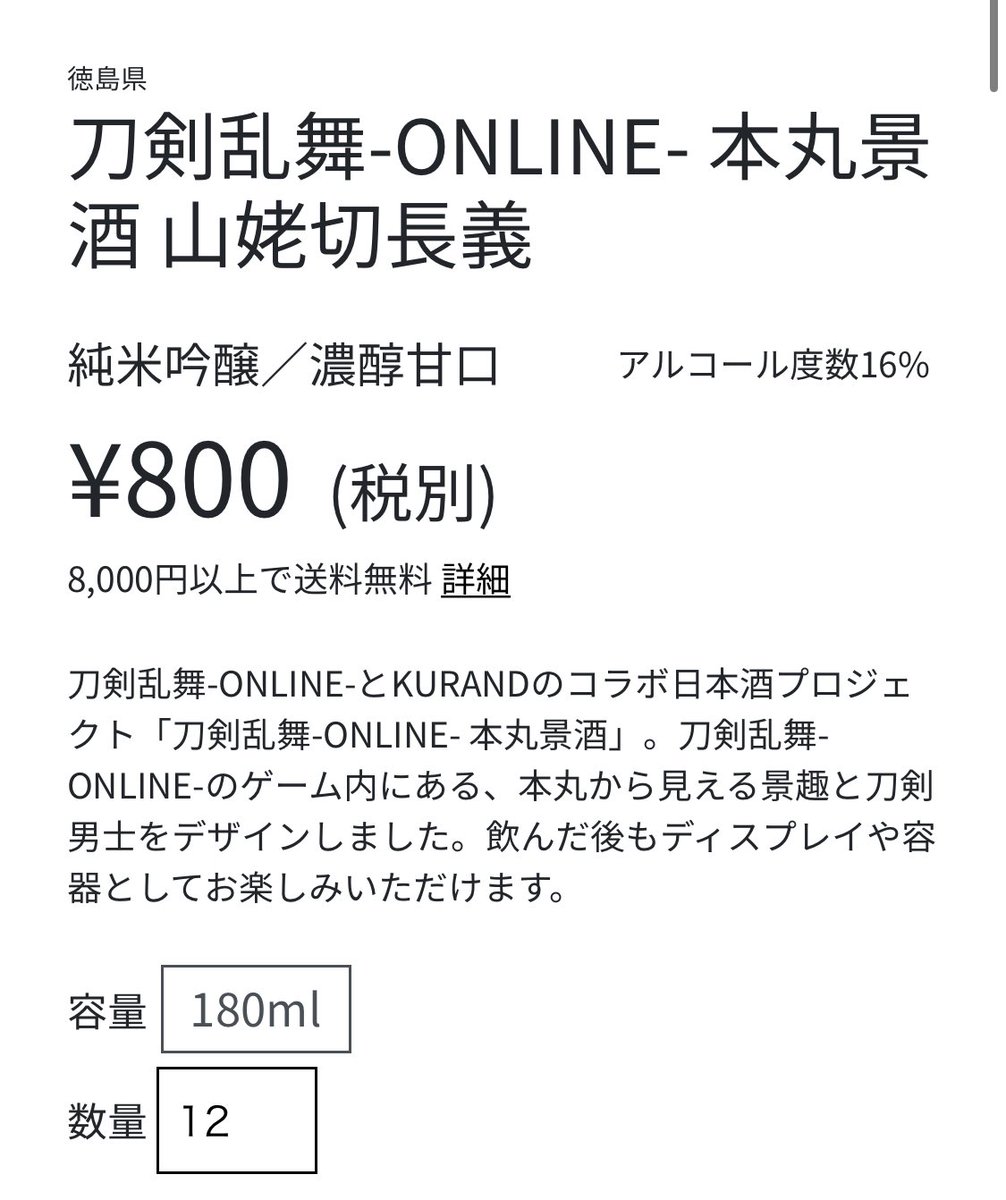 徳島県
刀剣乱舞-ONLINE- 本丸景
酒 山姥切長義
純米吟醸／濃醇甘口 アルコール度数16%
¥800 (税別)
8,000円以上で送料無料 詳細
刀剣乱舞-ONLINE-とKURANDのコラボ日本酒プロジェ
クト「刀剣乱舞-ONLINE- 本丸景酒」。刀剣乱舞-
ONLINE-のゲーム内にある、本丸から見える景趣と刀剣
男士をデザインしました。飲んだ後もディスプレイや容
器としてお楽しみいただけます。
容量 180ml
数量 12